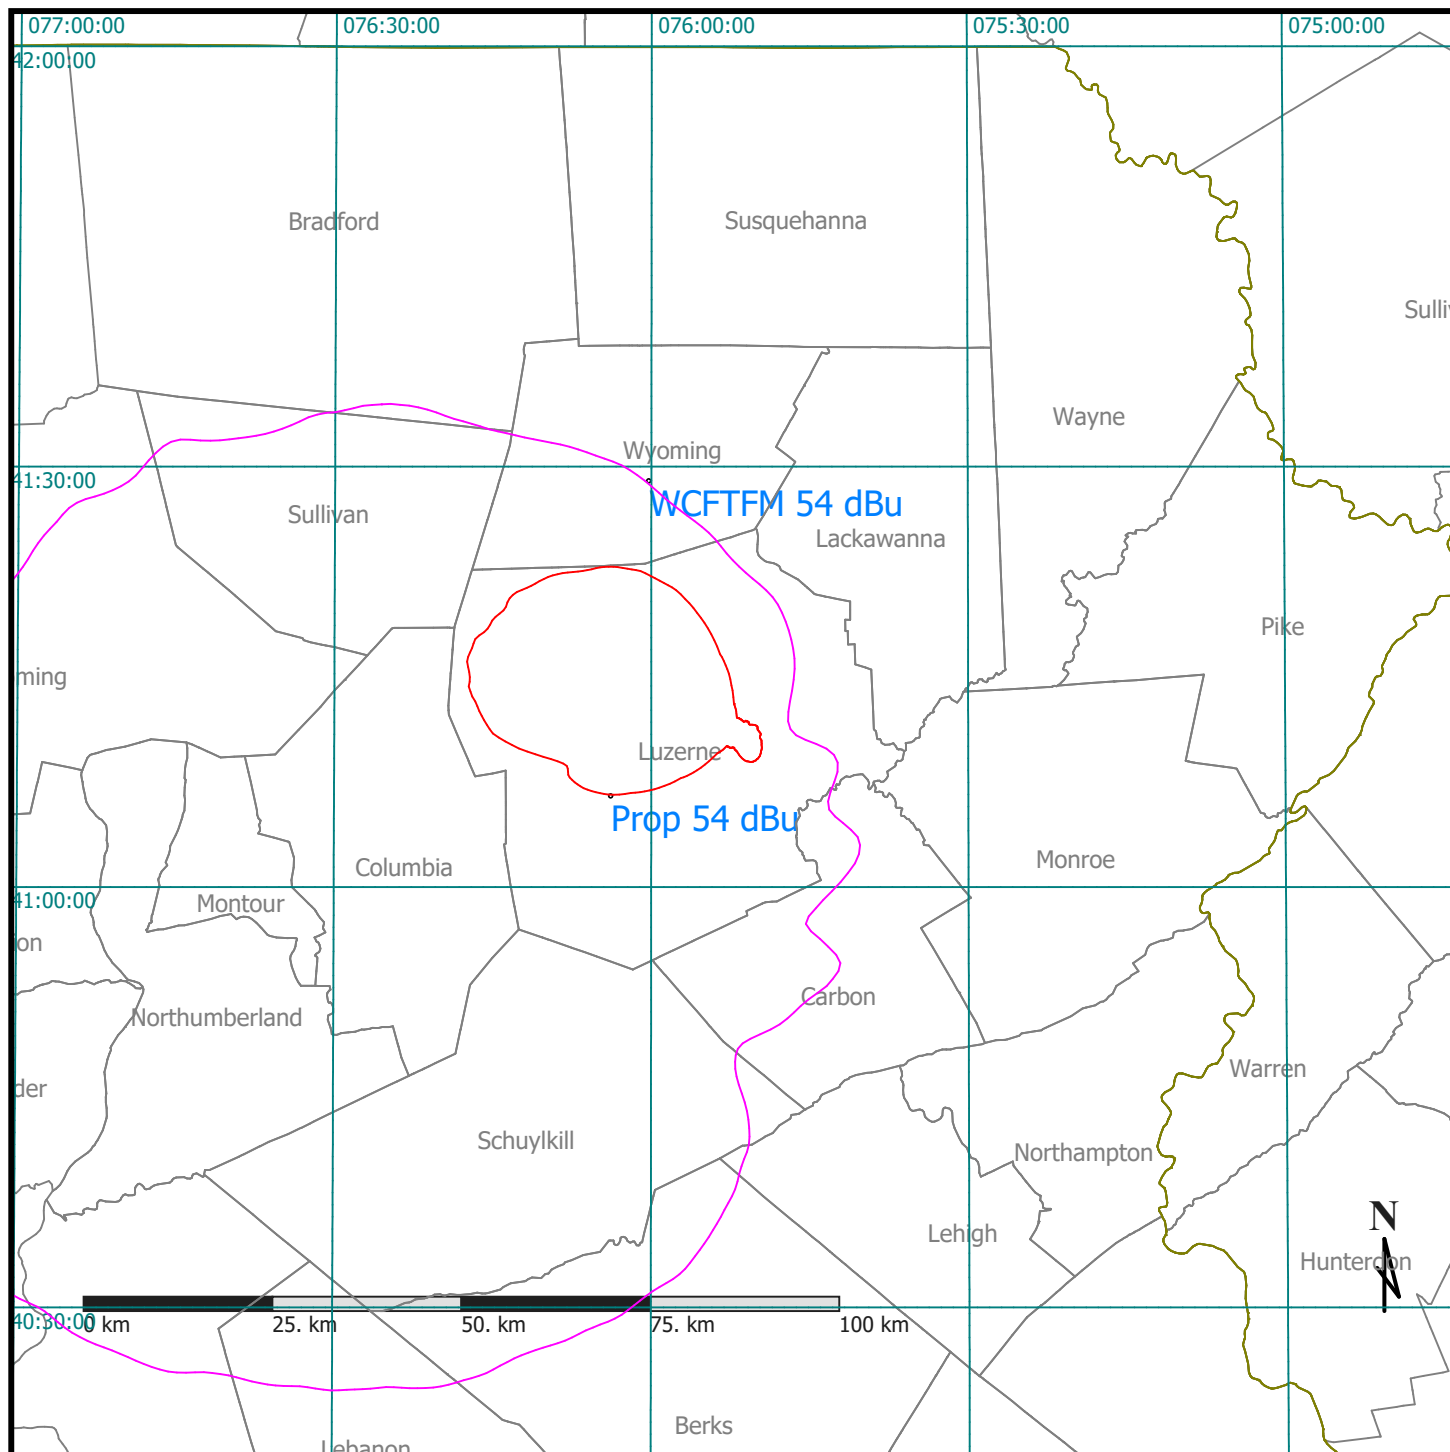 077:00:00
076:30:00
076:00:00
075:30:00
075:00:00
42:00:00
Bradford
Susquehanna
Sulliv
Wayne
Wyoming
41:30:00
WCFTFM 54 dBu
Sullivan
Lackawanna
Pike
ming
Luzerne
Prop 54 dBu
Monroe
Columbia
41:00:00
Montour
on
Carbon
Northumberland
Warren
der
Schuylkill
Northampton
N
Lehigh
Hunterdon
40:30:00
0 km
25. km
50. km
75. km
100 km
Berks
Lebanon